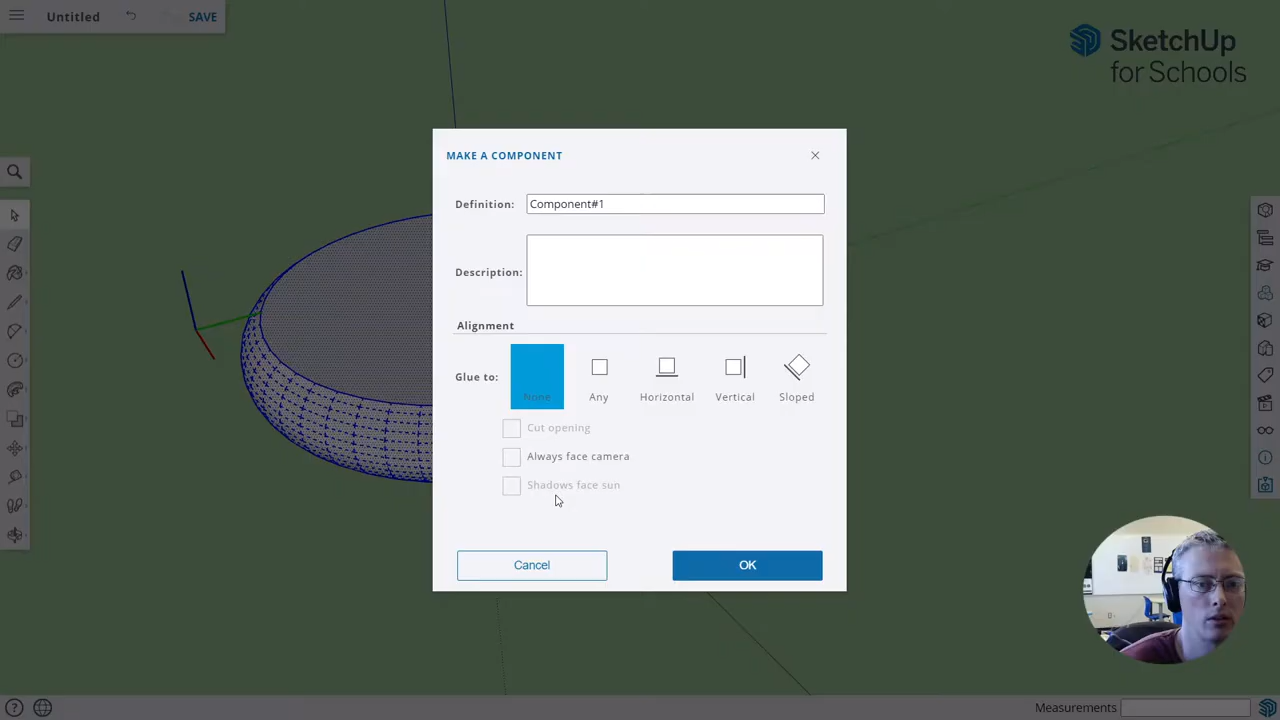 Untitled
SAVE
SketchUp
for Schools
MAKE A COMPONENT
Definition:
Component#1
Description:
Alignment
Glue to:
None
Any
Horizontal
Vertical
Sloped
Cut opening
Always face camera
Shadows face sun
Cancel
OK
Measurements